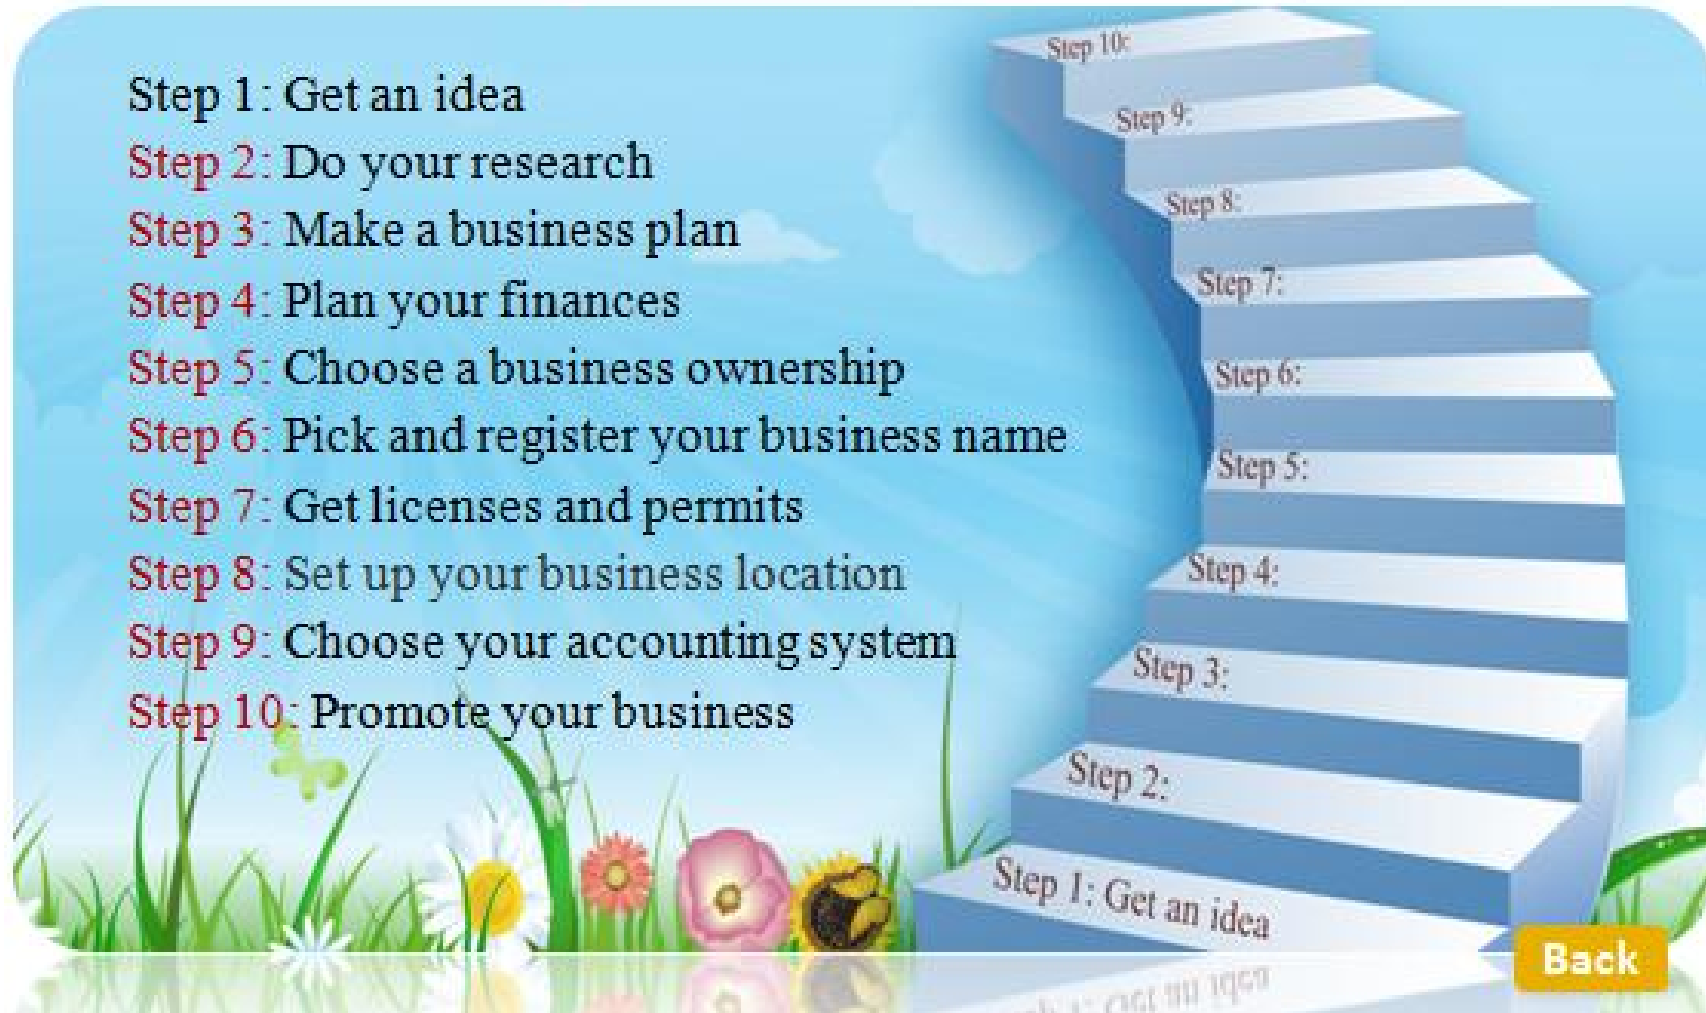 Step 1: Get an idea
Step 2: Do your research
Step 3: Make a business plan
Step 4: Plan your finances
Step 5: Choose a business ownership
Step 6: Pick and register your business name
Step 7: Get licenses and permits
Step 8: Set up your business location
Step 9: Choose your accounting system
Step 10: Promote your business
Step 10:
Step 9:
Step 8:
Step 7:
Step 6:
Step 5:
Step 4:
Step 3:
Step 2:
Step 1: Get an idea
Back